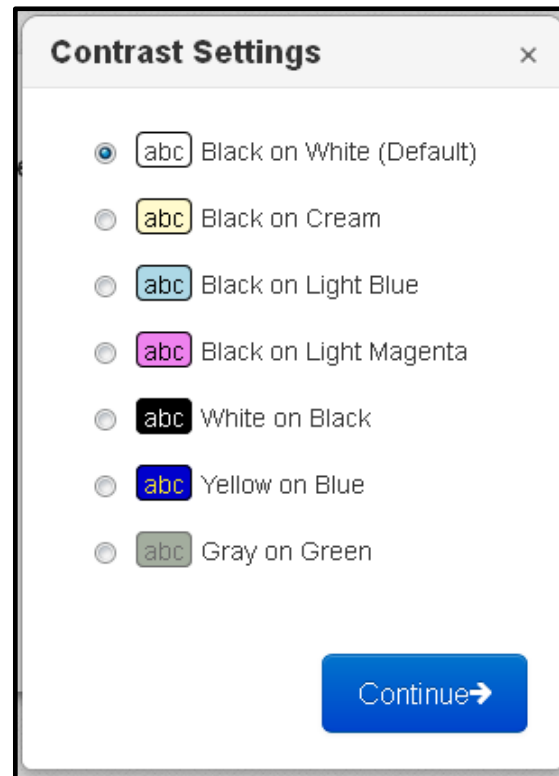 Contrast Settings ×
abc Black on White (Default)
abc Black on Cream
abc Black on Light Blue
abc Black on Light Magenta
abc White on Black
abc Yellow on Blue
abc Gray on Green
Continue➔